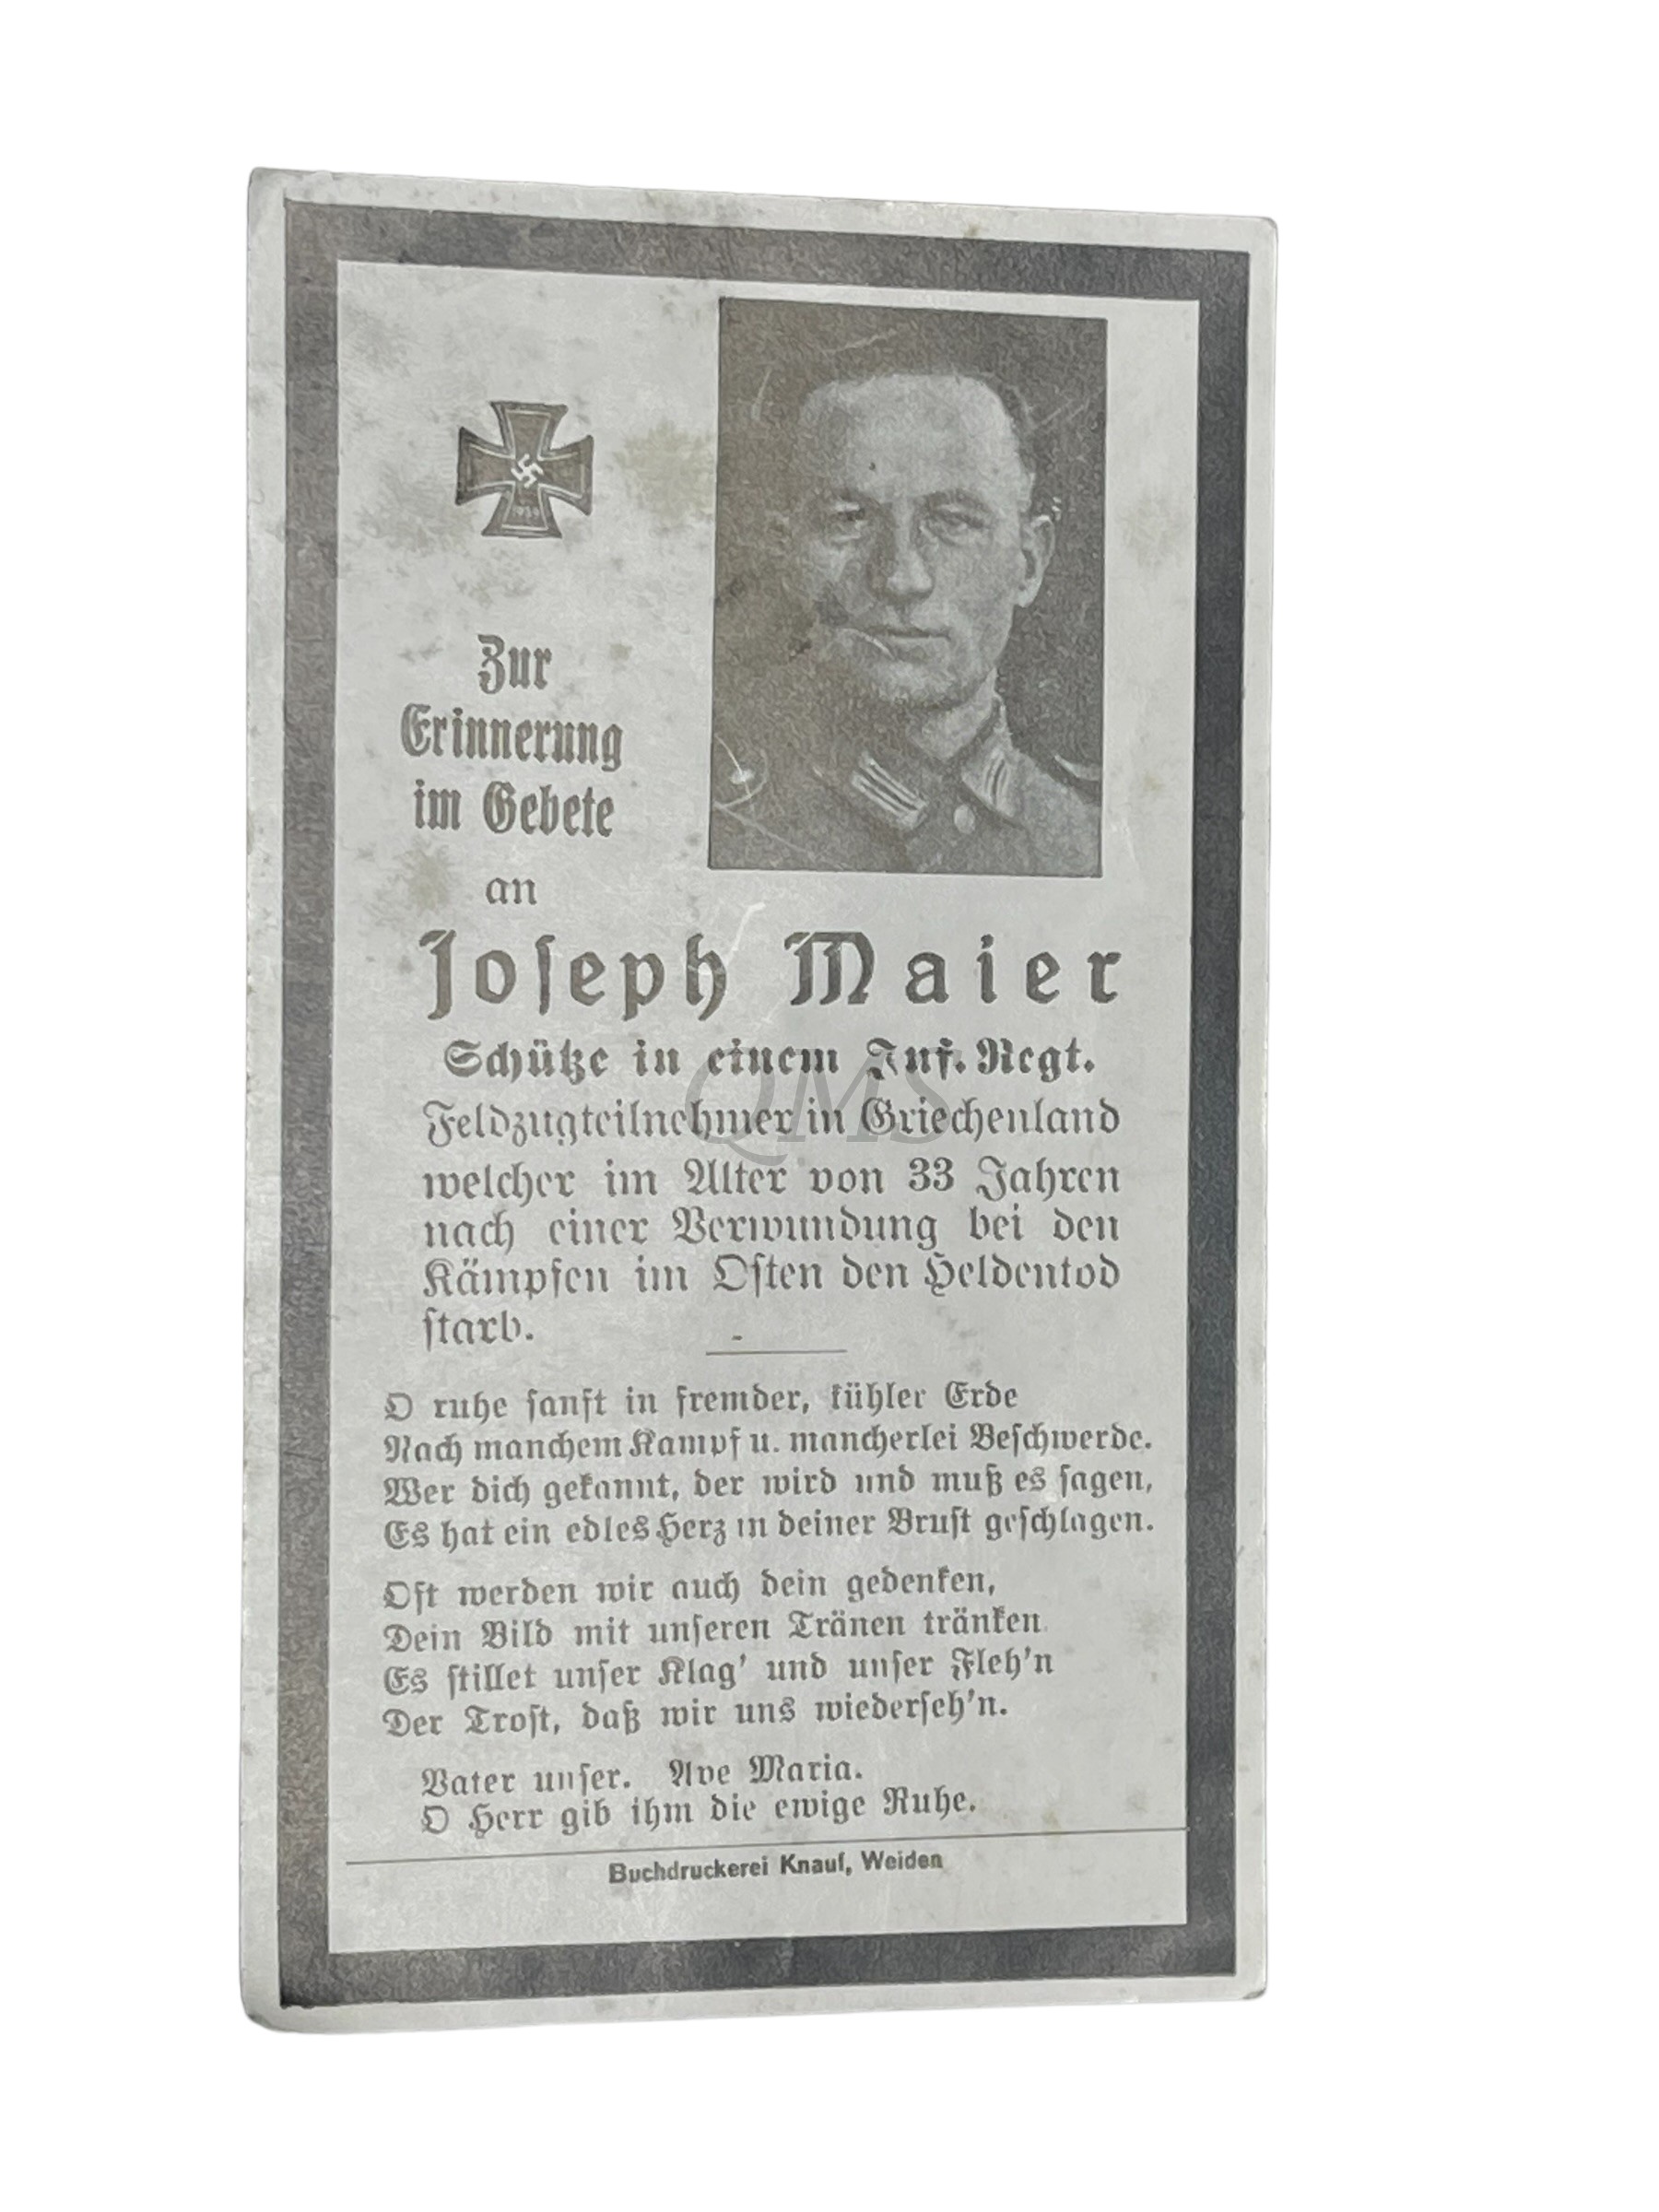 1939
Zur
Erinnerung
im Gebete
an
Joseph Maier
Schütze in einem Inf. Regt.
QMS
Feldzugteilnehmer in Griechenland
welcher im Alter von 33 Jahren
nach einer Verwundung bei den
Kämpfen im Osten den Heldentod
starb.
O ruhe sanft in fremder, kühler Erde
Nach manchem Kampf u. mancherlei Beschwerde.
Wer dich gekannt, der wird und muß es sagen,
Es hat ein edles Herz in deiner Brust geschlagen.
Oft werden wir auch dein gedenken,
Dein Bild mit unseren Tränen tränken.
Es stillet unser Klag' und unser Fleh'n
Der Trost, daß wir uns wiederseh'n.
Vater unser. Ave Maria.
O Herr gib ihm die ewige Ruhe.
Buchdruckerei Knauf, Weiden